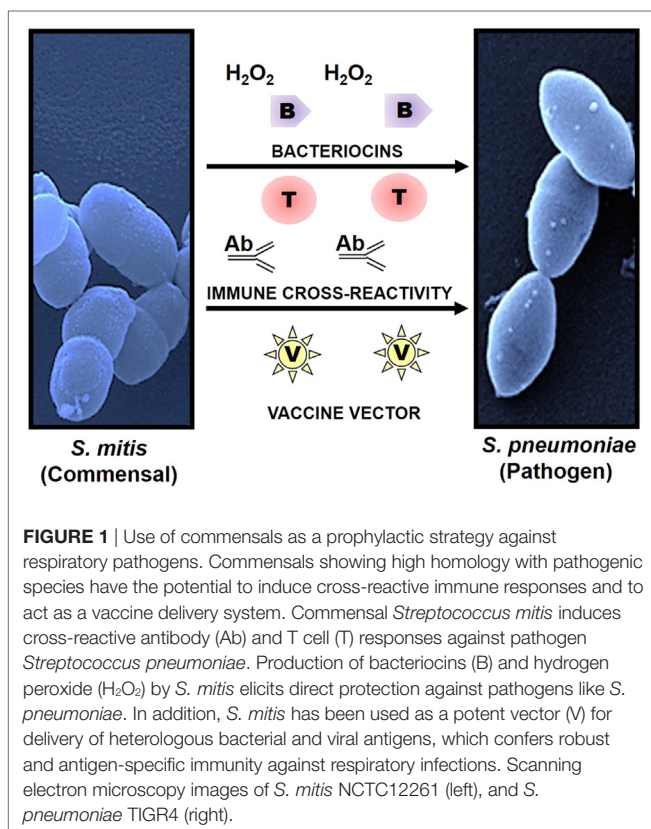 H₂O₂ H₂O₂
B B
BACTERIOCINS
T T
Ab Ab
IMMUNE CROSS-REACTIVITY
V V
VACCINE VECTOR
S. mitis
(Commensal)
S. pneumoniae
(Pathogen)
FIGURE 1 | Use of commensals as a prophylactic strategy against
respiratory pathogens. Commensals showing high homology with pathogenic
species have the potential to induce cross-reactive immune responses and to
act as a vaccine delivery system. Commensal Streptococcus mitis induces
cross-reactive antibody (Ab) and T cell (T) responses against pathogen
Streptococcus pneumoniae. Production of bacteriocins (B) and hydrogen
peroxide (H₂O₂) by S. mitis elicits direct protection against pathogens like S.
pneumoniae. In addition, S. mitis has been used as a potent vector (V) for
delivery of heterologous bacterial and viral antigens, which confers robust
and antigen-specific immunity against respiratory infections. Scanning
electron microscopy images of S. mitis NCTC12261 (left), and S.
pneumoniae TIGR4 (right).